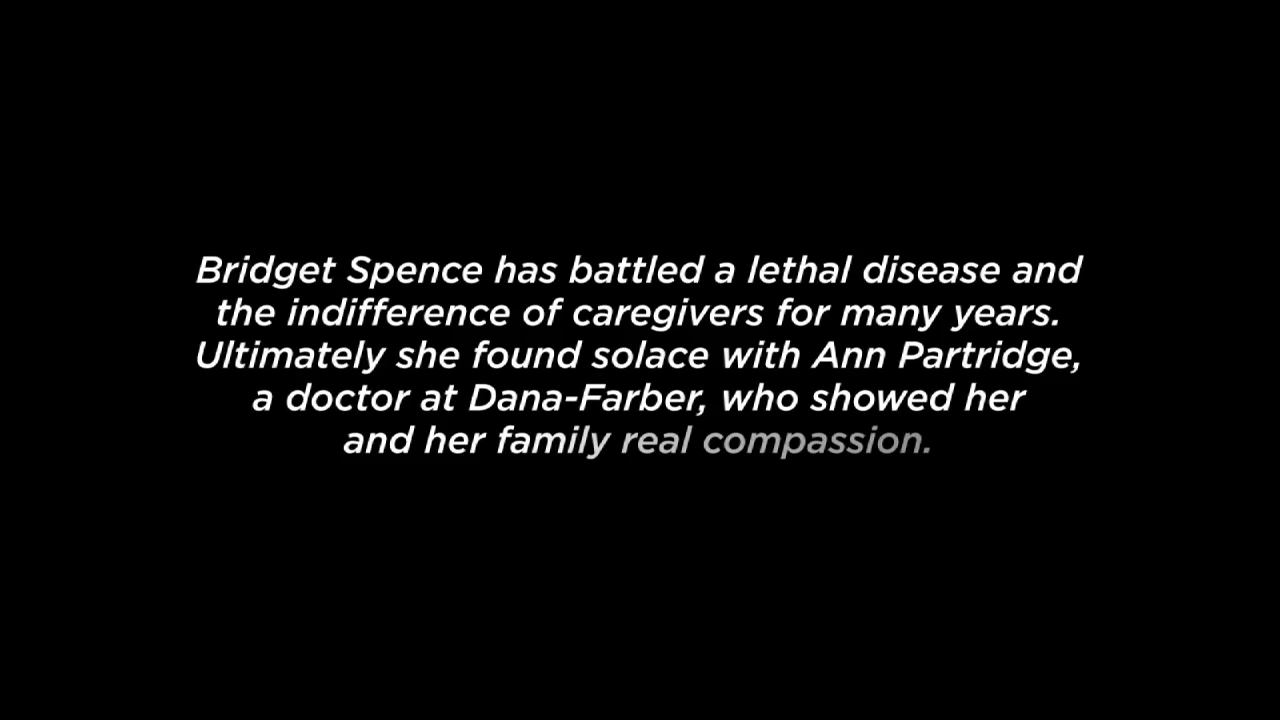 Bridget Spence has battled a lethal disease and
the indifference of caregivers for many years.
Ultimately she found solace with Ann Partridge,
a doctor at Dana-Farber, who showed her
and her family real compassion.